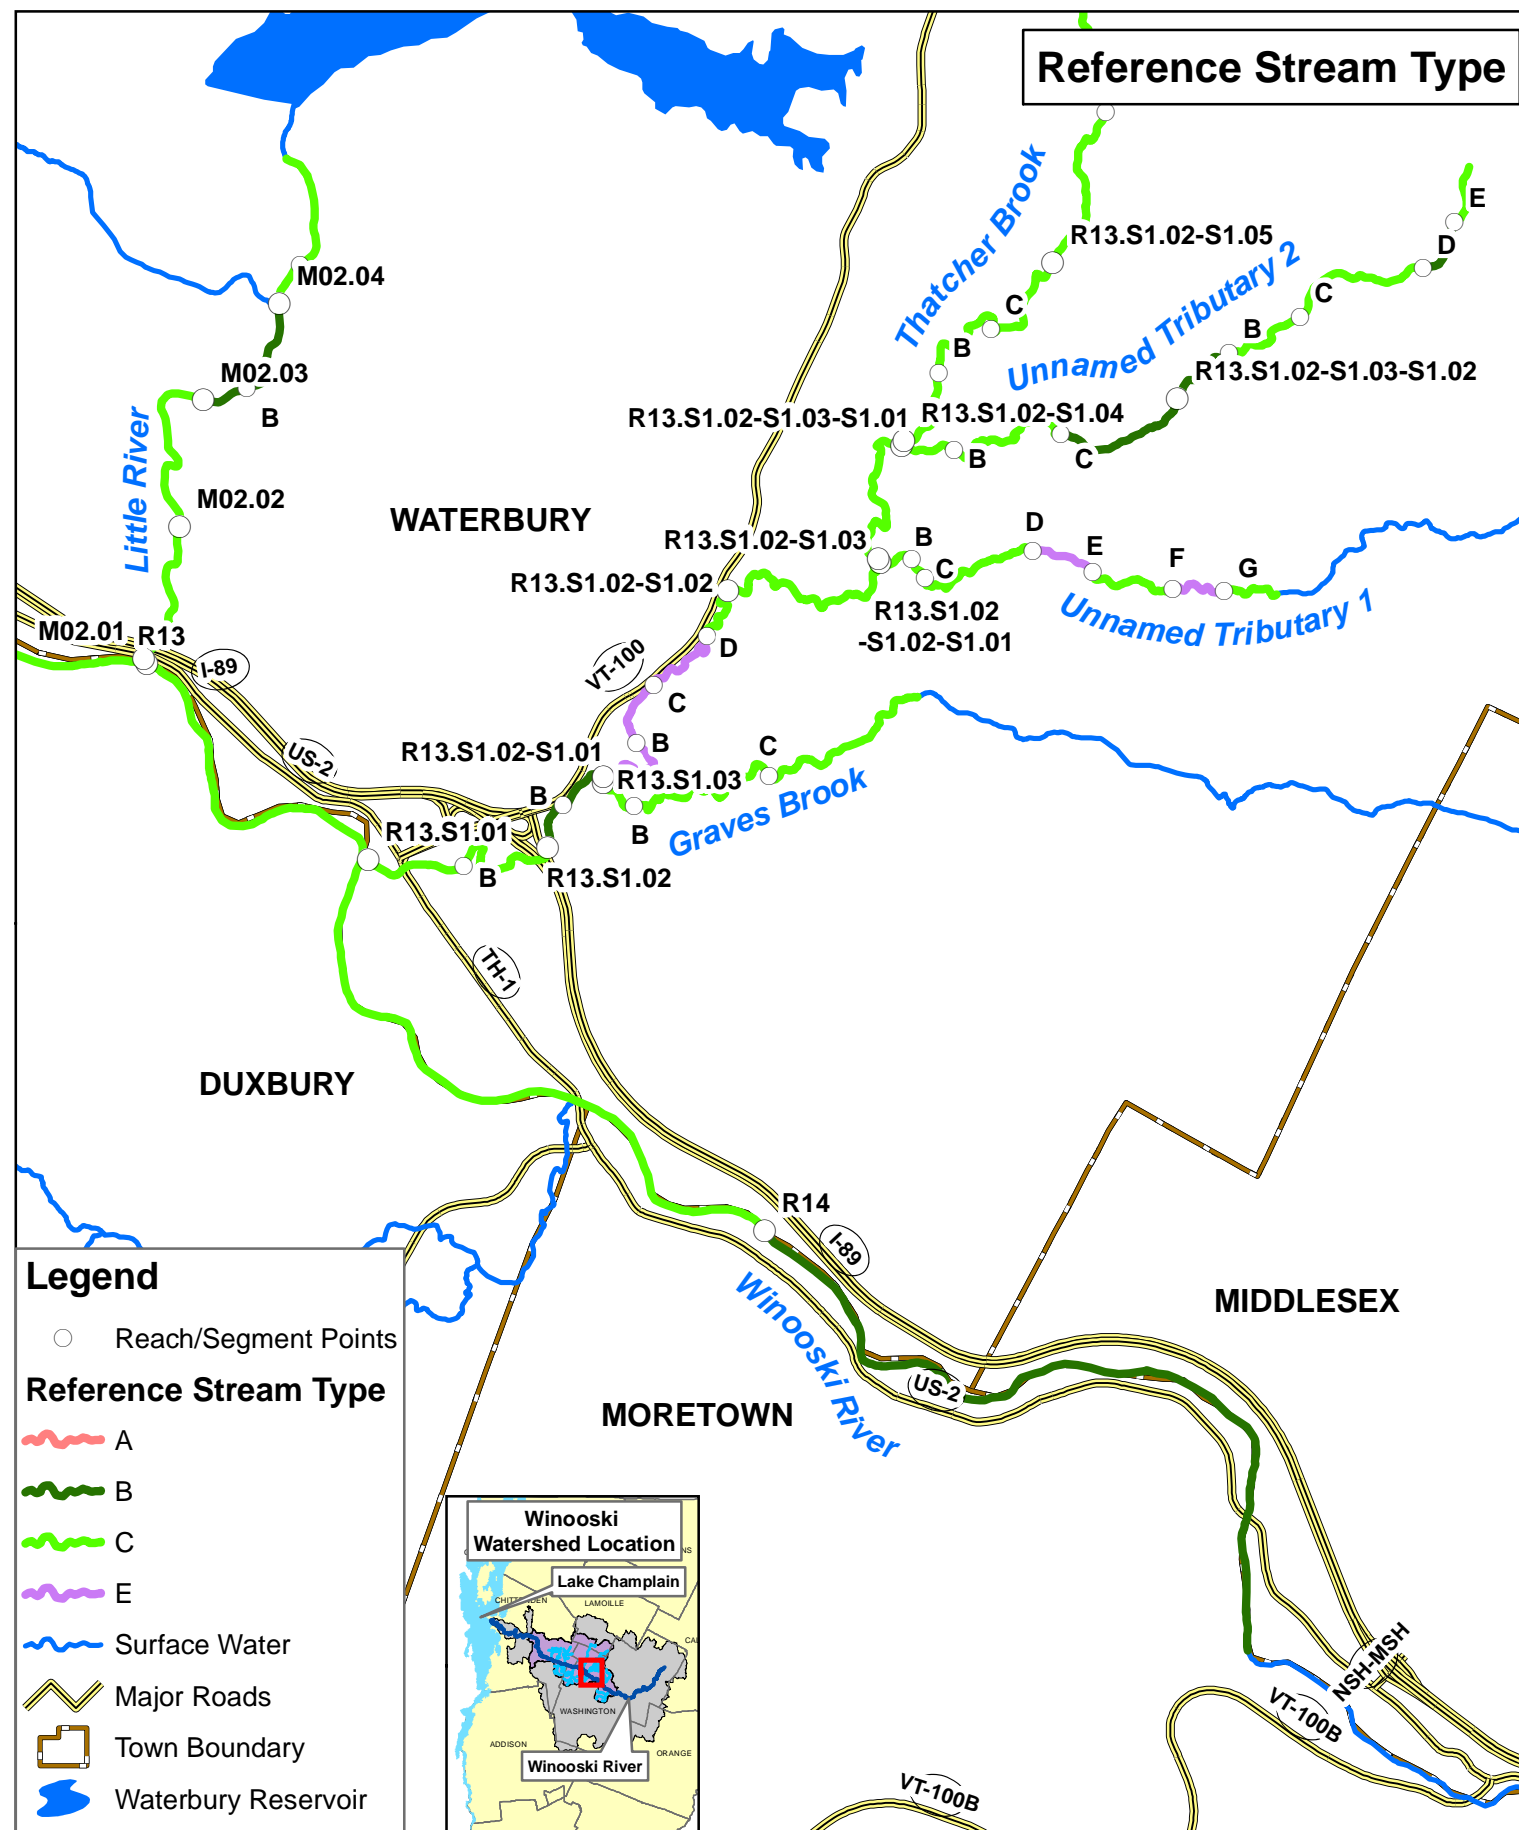 Reference Stream Type
Thatcher Brook
R13.S1.02-S1.05
E
D
Unnamed Tributary 2
C
C
B
B
M02.04
M02.03
B
R13.S1.02-S1.03-S1.02
R13.S1.02-S1.03-S1.01
R13.S1.02-S1.04
B
C
Little River
M02.02
WATERBURY
R13.S1.02-S1.03
B
C
D
E
F
G
R13.S1.02-S1.02
R13.S1.02
-S1.02-S1.01
Unnamed Tributary 1
M02.01
R13
I-89
VT-100
D
C
B
US-2
R13.S1.02-S1.01
R13.S1.03
C
B
B
Graves Brook
R13.S1.01
B
R13.S1.02
TH-1
DUXBURY
R14
I-89
Winooski River
MIDDLESEX
US-2
MORETOWN
NSH-MSH
VT-100B
VT-100B
Legend
Reach/Segment Points
Reference Stream Type
A
B
C
E
Surface Water
Major Roads
Town Boundary
Waterbury Reservoir
Winooski
Watershed Location
Lake Champlain
LAMOILLE
WASHINGTON
ADDISON
ORANGE
Winooski River